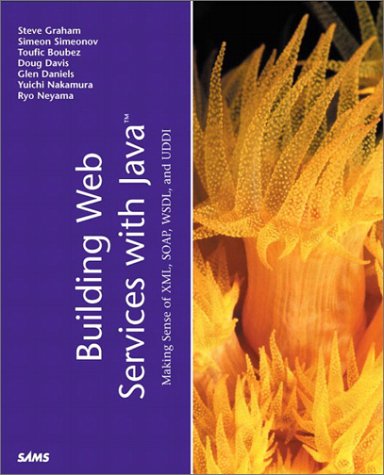 Steve Graham
Simeon Simeonov
Toufic Boubez
Doug Davis
Glen Daniels
Yuichi Nakamura
Ryo Neyama
Building Web
Services with Java™
Making Sense of XML, SOAP, WSDL, and UDDI
SAMS